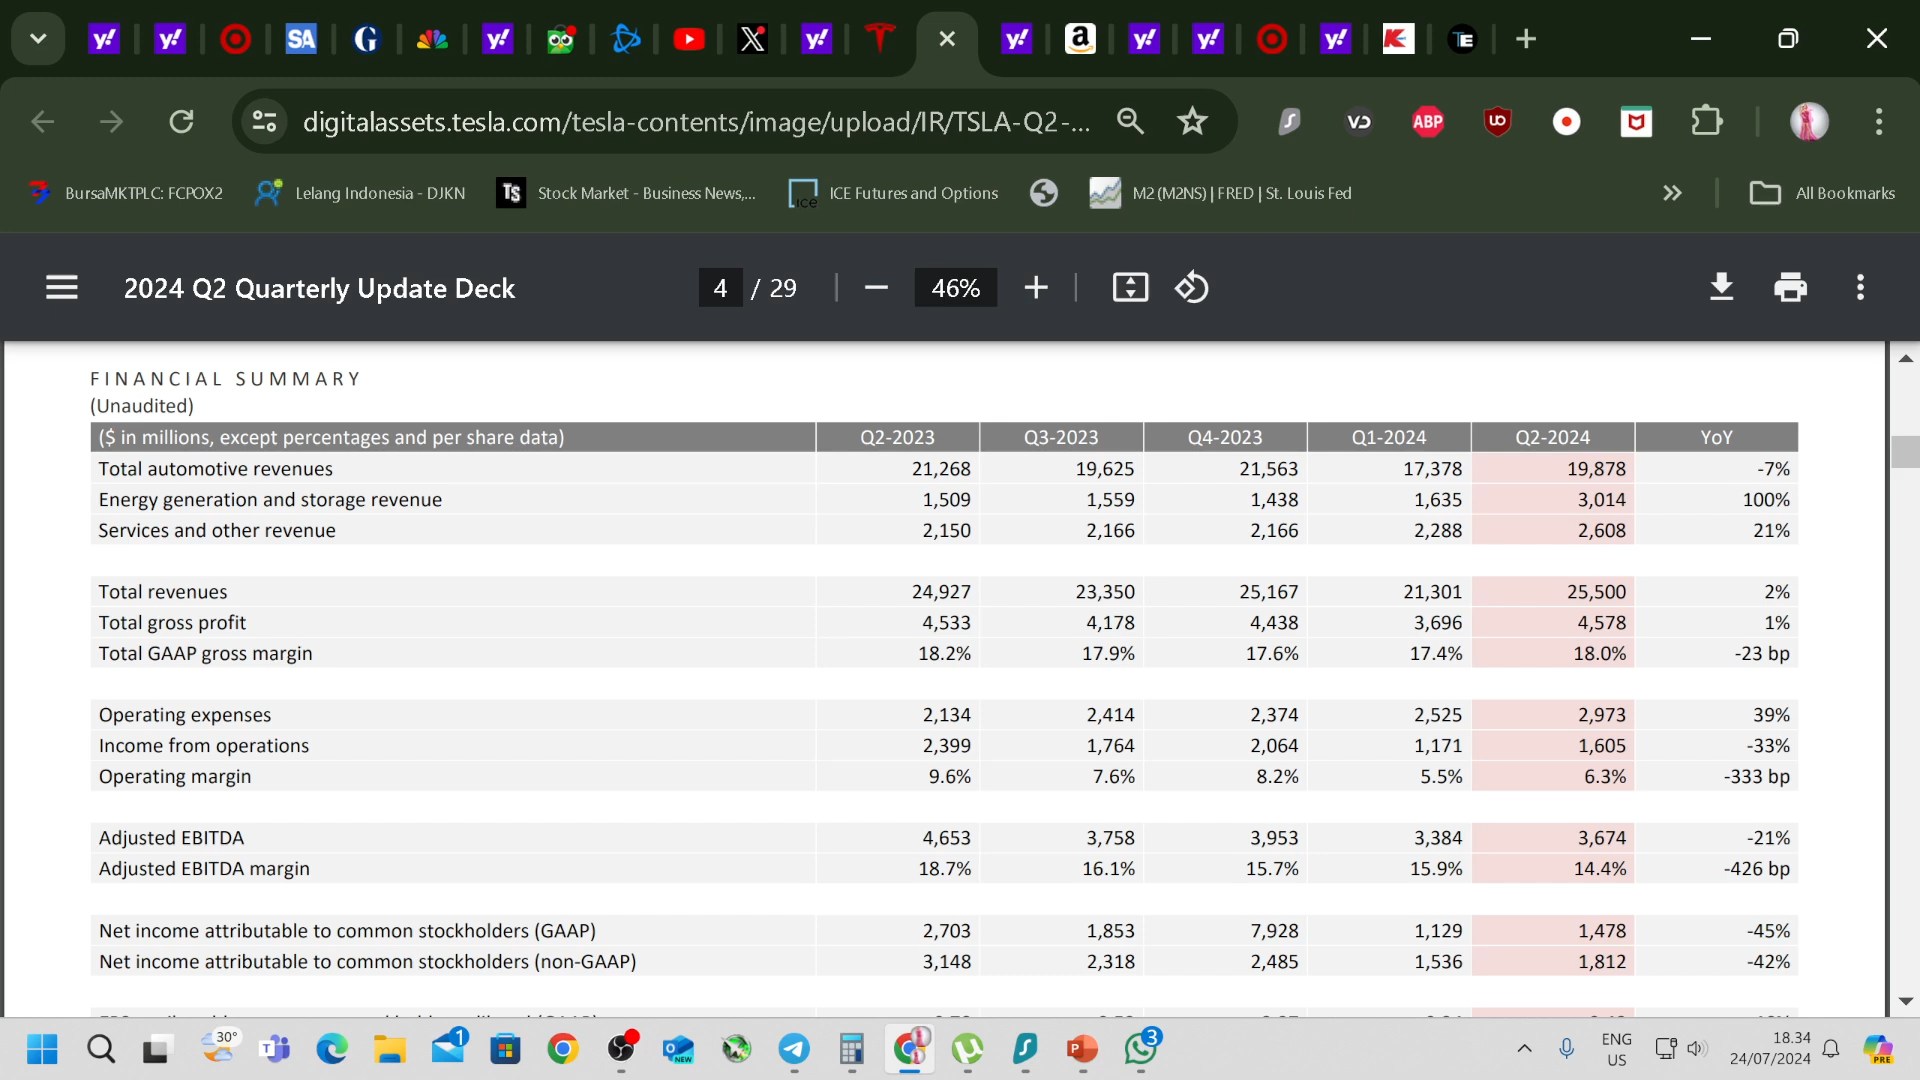 digitalassets.tesla.com/tesla-contents/image/upload/IR/TSLA-Q2-...
BursaMKTPLC: FCPOX2 Lelang Indonesia - DJKN Stock Market - Business News,... ICE Futures and Options M2 (M2NS) | FRED | St. Louis Fed All Bookmarks
2024 Q2 Quarterly Update Deck 4 / 29 46%
FINANCIAL SUMMARY
(Unaudited)
($ in millions, except percentages and per share data) Q2-2023 Q3-2023 Q4-2023 Q1-2024 Q2-2024 YoY
Total automotive revenues 21,268 19,625 21,563 17,378 19,878 -7%
Energy generation and storage revenue 1,509 1,559 1,438 1,635 3,014 100%
Services and other revenue 2,150 2,166 2,166 2,288 2,608 21%
Total revenues 24,927 23,350 25,167 21,301 25,500 2%
Total gross profit 4,533 4,178 4,438 3,696 4,578 1%
Total GAAP gross margin 18.2% 17.9% 17.6% 17.4% 18.0% -23 bp
Operating expenses 2,134 2,414 2,374 2,525 2,973 39%
Income from operations 2,399 1,764 2,064 1,171 1,605 -33%
Operating margin 9.6% 7.6% 8.2% 5.5% 6.3% -333 bp
Adjusted EBITDA 4,653 3,758 3,953 3,384 3,674 -21%
Adjusted EBITDA margin 18.7% 16.1% 15.7% 15.9% 14.4% -426 bp
Net income attributable to common stockholders (GAAP) 2,703 1,853 7,928 1,129 1,478 -45%
Net income attributable to common stockholders (non-GAAP) 3,148 2,318 2,485 1,536 1,812 -42%
30° 1 3 ENG 18.34
US 24/07/2024